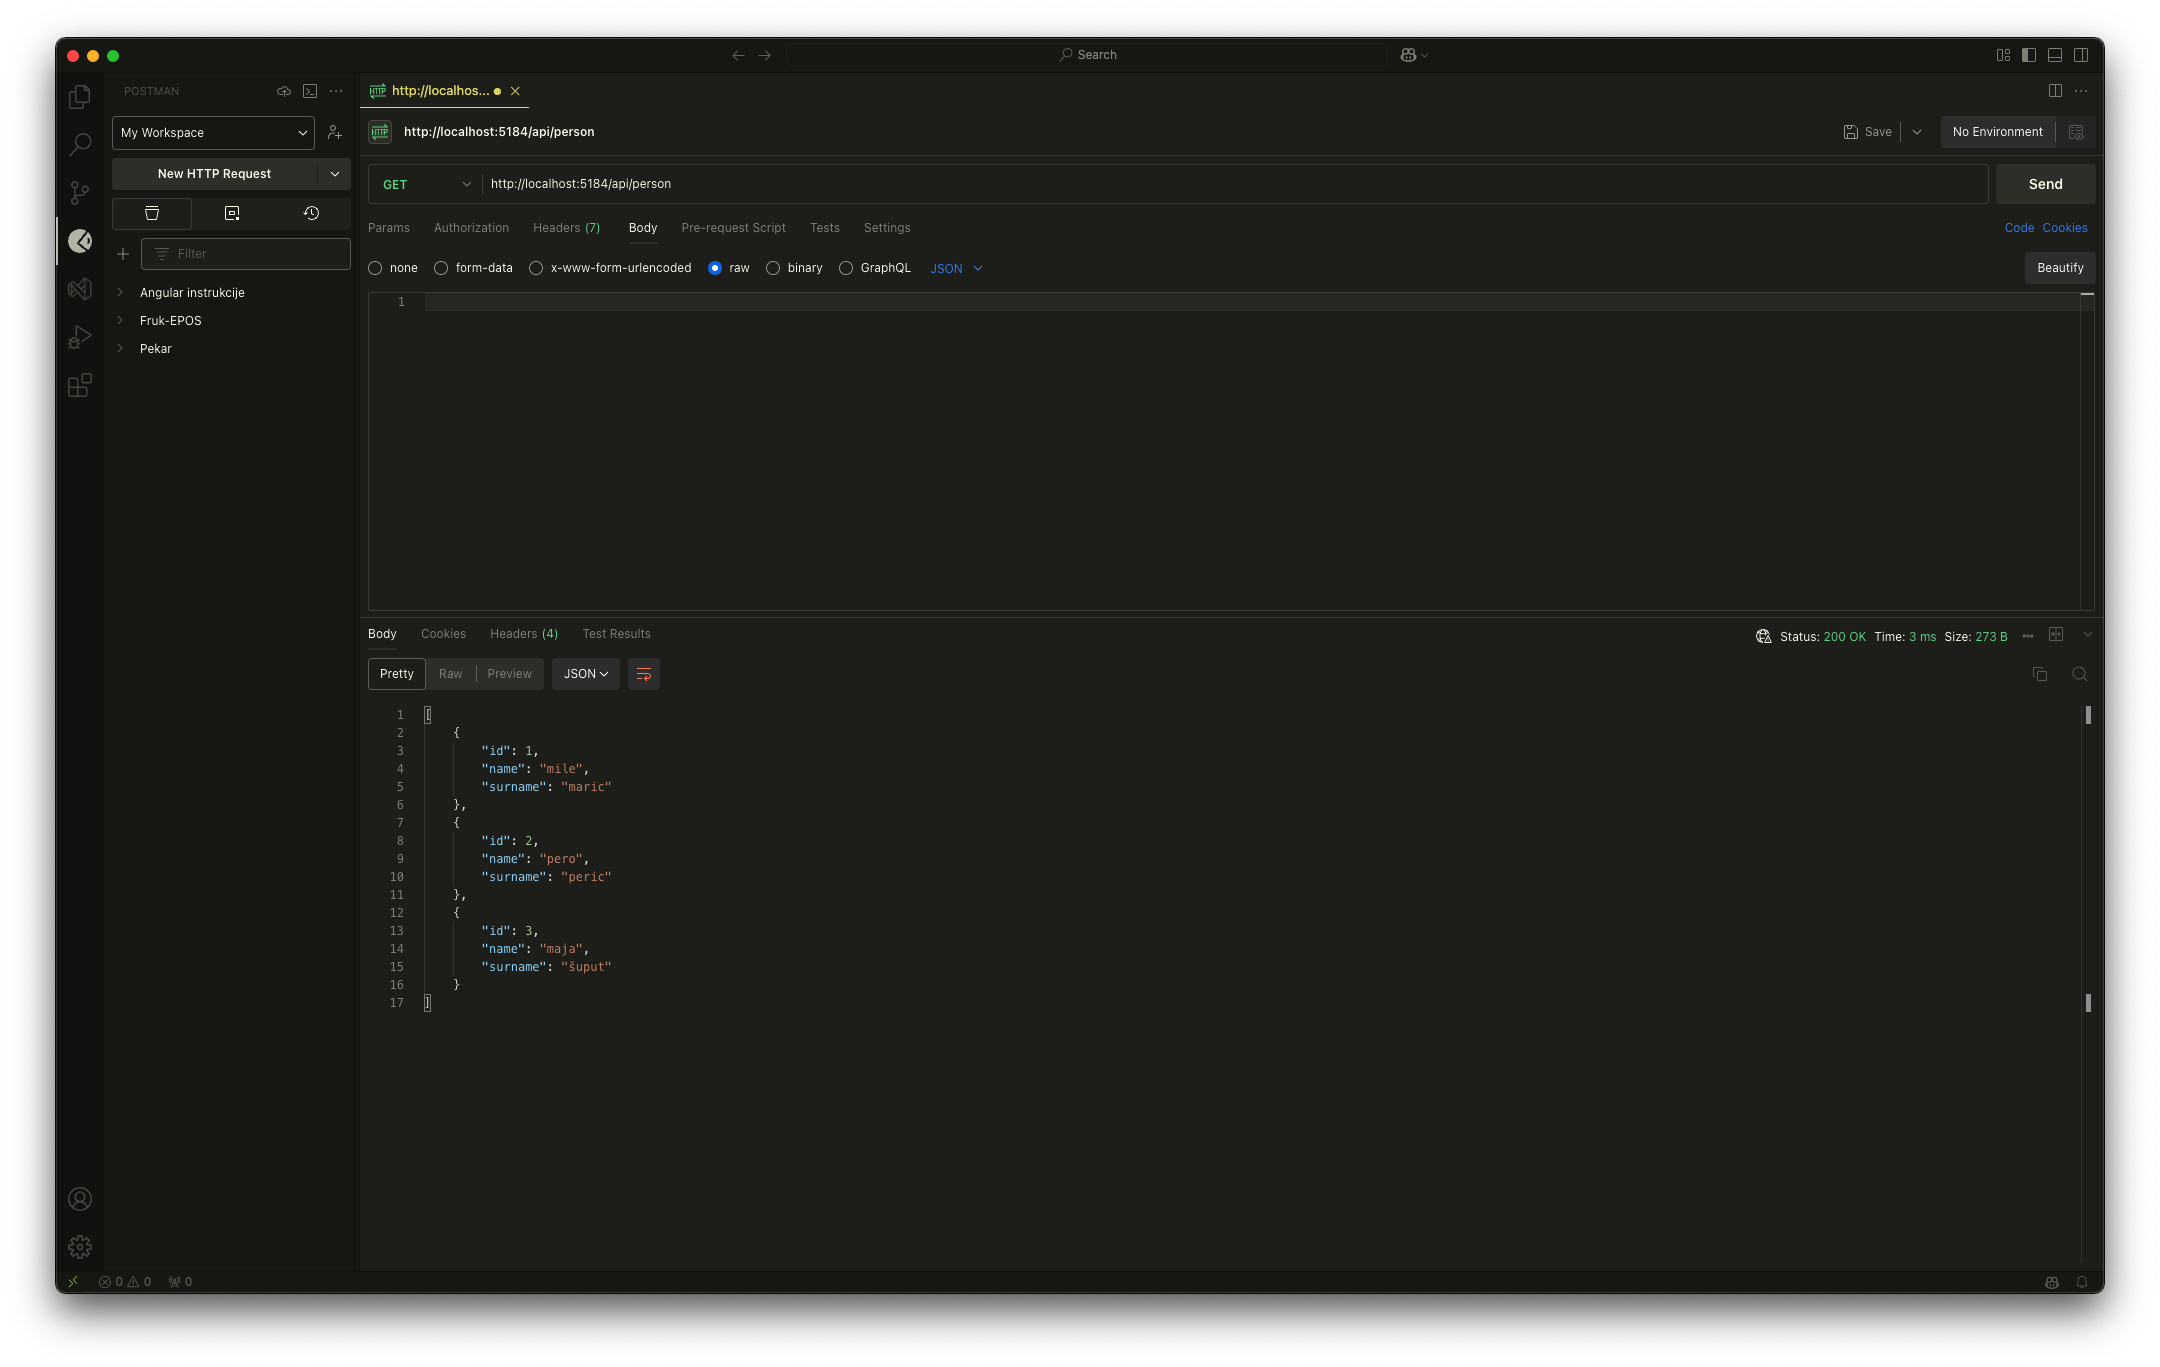 Search
POSTMAN
http://localhos...
My Workspace
http://localhost:5184/api/person
Save
No Environment
New HTTP Request
GET
http://localhost:5184/api/person
Send
Params Authorization Headers (7) Body Pre-request Script Tests Settings
Code Cookies
Filter
none form-data x-www-form-urlencoded raw binary GraphQL JSON
Beautify
Angular instrukcije
Fruk-EPOS
Pekar
1
Body Cookies Headers (4) Test Results
Status: 200 OK Time: 3 ms Size: 273 B
Pretty Raw Preview JSON
1 [
2 {
3 "id": 1,
4 "name": "mile",
5 "surname": "maric"
6 },
7 {
8 "id": 2,
9 "name": "pero",
10 "surname": "peric"
11 },
12 {
13 "id": 3,
14 "name": "maja",
15 "surname": "šuput"
16 }
17 ]
0 0 0